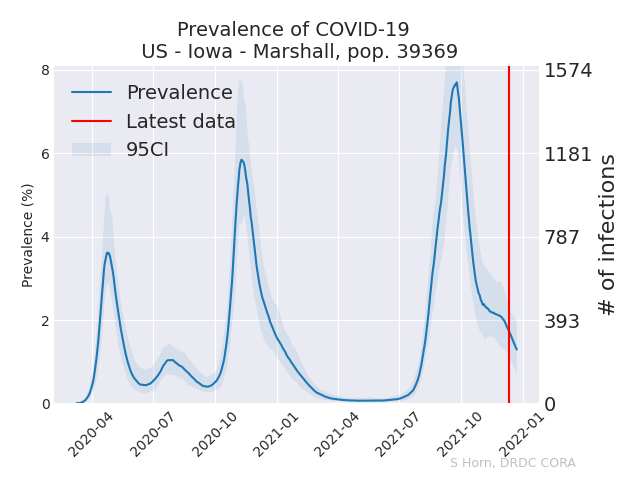 Prevalence of COVID-19
US - Iowa - Marshall, pop. 39369
Prevalence
Latest data
95CI
Prevalence (%)
8
6
4
2
0
1574
1181
787
393
0
# of infections
2020-04
2020-07
2020-10
2021-01
2021-04
2021-07
2021-10
2022-01
S Horn, DRDC CORA